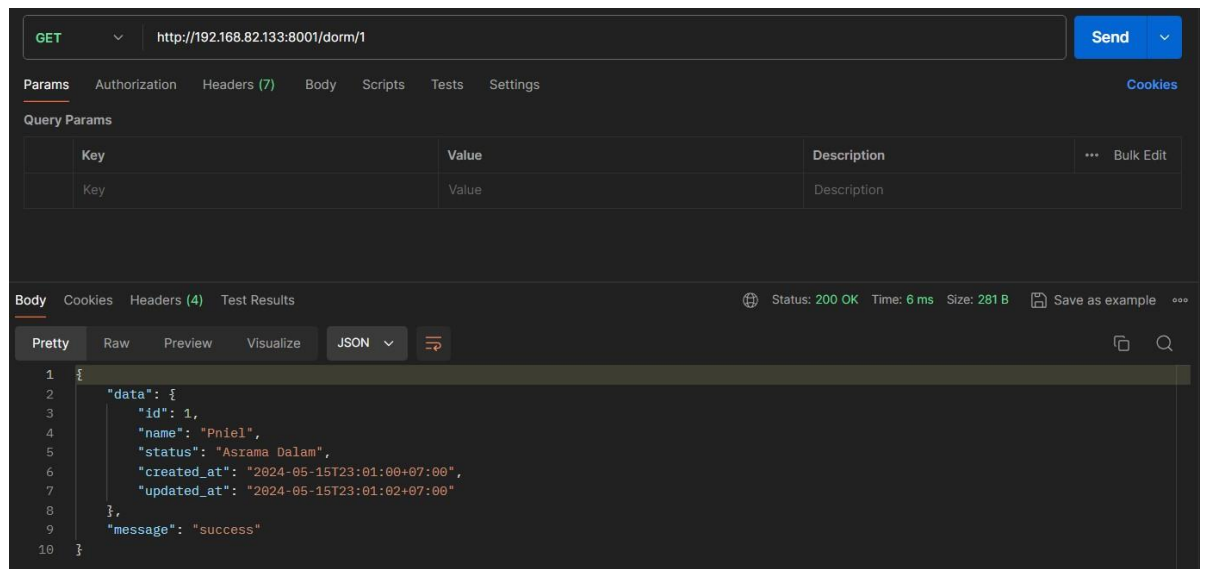 GET http://192.168.82.133:8001/dorm/1 Send
Params Authorization Headers (7) Body Scripts Tests Settings Cookies
Query Params
Key Value Description ••• Bulk Edit
Key Value Description
Body Cookies Headers (4) Test Results Status: 200 OK Time: 6 ms Size: 281 B Save as example
Pretty Raw Preview Visualize JSON
1 {
2 "data": {
3 "id": 1,
4 "name": "Pniel",
5 "status": "Asrama Dalam",
6 "created_at": "2024-05-15T23:01:00+07:00",
7 "updated_at": "2024-05-15T23:01:02+07:00"
8 },
9 "message": "success"
10 }